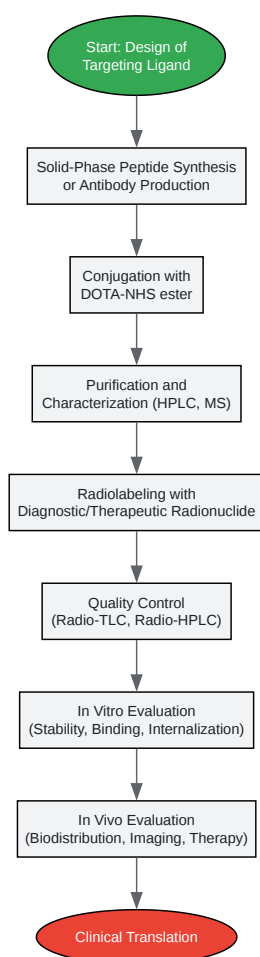 Start: Design of
Targeting Ligand
Solid-Phase Peptide Synthesis
or Antibody Production
Conjugation with
DOTA-NHS ester
Purification and
Characterization (HPLC, MS)
Radiolabeling with
Diagnostic/Therapeutic Radionuclide
Quality Control
(Radio-TLC, Radio-HPLC)
In Vitro Evaluation
(Stability, Binding, Internalization)
In Vivo Evaluation
(Biodistribution, Imaging, Therapy)
Clinical Translation